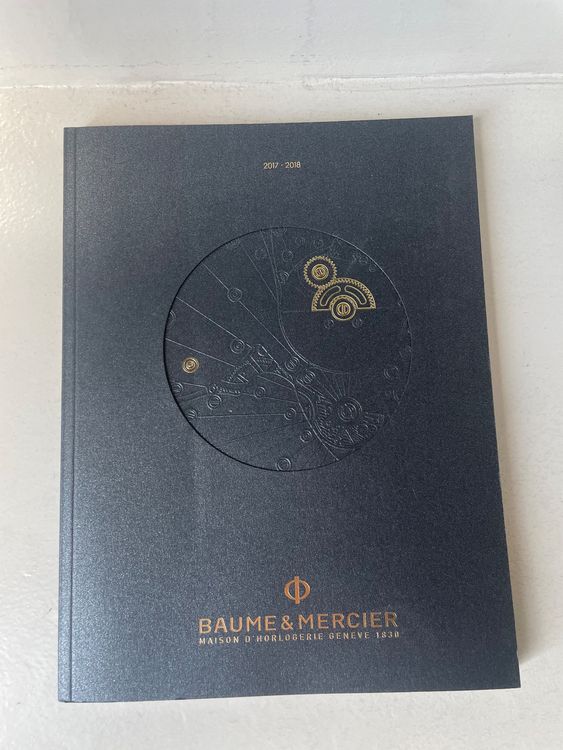 2017 - 2018
BAUME & MERCIER
MAISON D'HORLOGERIE GENEVE 1830